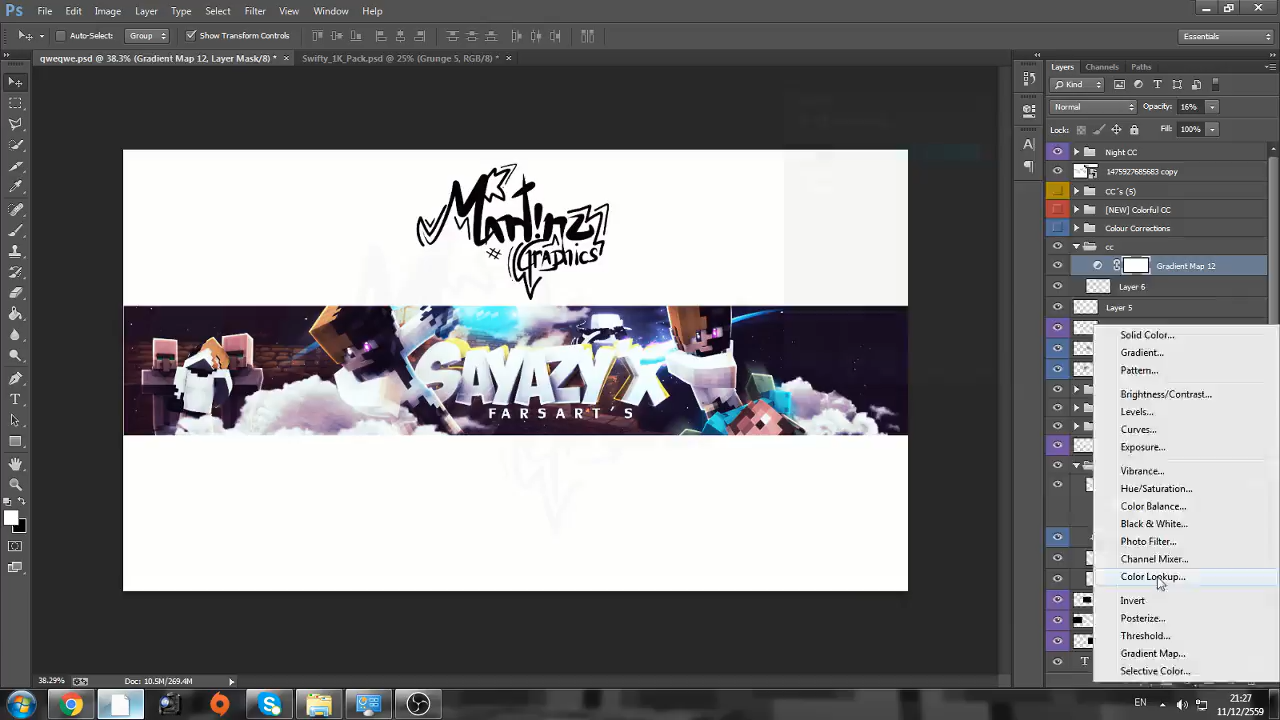 Ps File Edit Image Layer Type Select Filter View Window Help
Auto-Select: Group Show Transform Controls Essentials
qweqwe.psd @ 38.3% (Gradient Map 12, Layer Mask/8) * × Swifty_1K_Pack.psd @ 25% (Grunge 5, RGB/8) * ×
Layers Channels Paths
Kind
Normal Opacity: 16%
Lock: Fill: 100%
Night CC
1475927685683 copy
CC´s (5)
[NEW] Colorful CC
Colour Corrections
cc
Gradient Map 12
Layer 6
Layer 5
Mart!nz
# Graphics
SAYAZY X
FARSART´S
Solid Color...
Gradient...
Pattern...
Brightness/Contrast...
Levels...
Curves...
Exposure...
Vibrance...
Hue/Saturation...
Color Balance...
Black & White...
Photo Filter...
Channel Mixer...
Color Lookup...
Invert
Posterize...
Threshold...
Gradient Map...
Selective Color...
38.29% Doc: 10.5M/269.4M
EN 21:27
11/12/2559